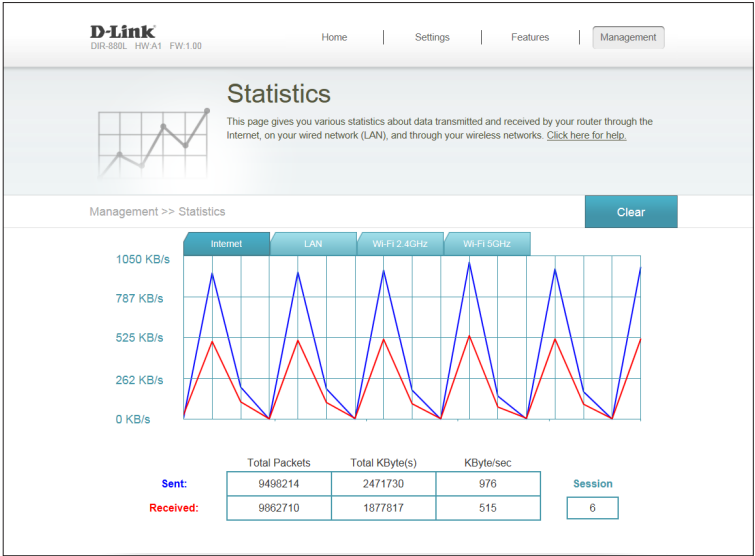 D-Link
DIR-880L HW:A1 FW:1.00
Home Settings Features Management
Statistics
This page gives you various statistics about data transmitted and received by your router through the
Internet, on your wired network (LAN), and through your wireless networks. Click here for help.
Management >> Statistics
Clear
Internet LAN Wi-Fi 2.4GHz Wi-Fi 5GHz
1050 KB/s
787 KB/s
525 KB/s
262 KB/s
0 KB/s
Total Packets Total KByte(s) KByte/sec
Sent: 9498214 2471730 976 Session
Received: 9862710 1877817 515 6